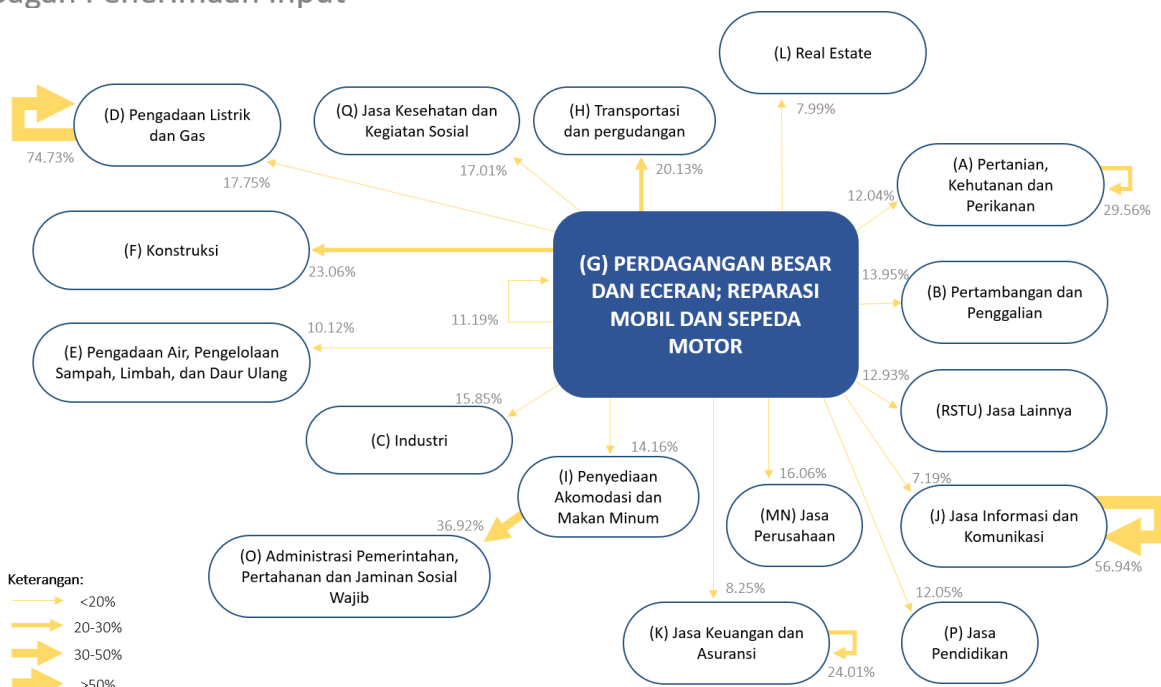 (L) Real Estate
7.99%
(D) Pengadaan Listrik
dan Gas
74.73%
17.75%
(Q) Jasa Kesehatan dan
Kegiatan Sosial
17.01%
(H) Transportasi
dan pergudangan
20.13%
(A) Pertanian,
Kehutanan dan
Perikanan
12.04%
29.56%
(F) Konstruksi
23.06%
(G) PERDAGANGAN BESAR
DAN ECERAN; REPARASI
MOBIL DAN SEPEDA
MOTOR
11.19%
13.95%
(B) Pertambangan dan
Penggalian
10.12%
(E) Pengadaan Air, Pengelolaan
Sampah, Limbah, dan Daur Ulang
12.93%
(RSTU) Jasa Lainnya
15.85%
(C) Industri
14.16%
(I) Penyediaan
Akomodasi dan
Makan Minum
16.06%
(MN) Jasa
Perusahaan
7.19%
(J) Jasa Informasi dan
Komunikasi
56.94%
36.92%
(O) Administrasi Pemerintahan,
Pertahanan dan Jaminan Sosial
Wajib
8.25%
(K) Jasa Keuangan dan
Asuransi
24.01%
12.05%
(P) Jasa
Pendidikan
Keterangan:
<20%
20-30%
30-50%
>50%